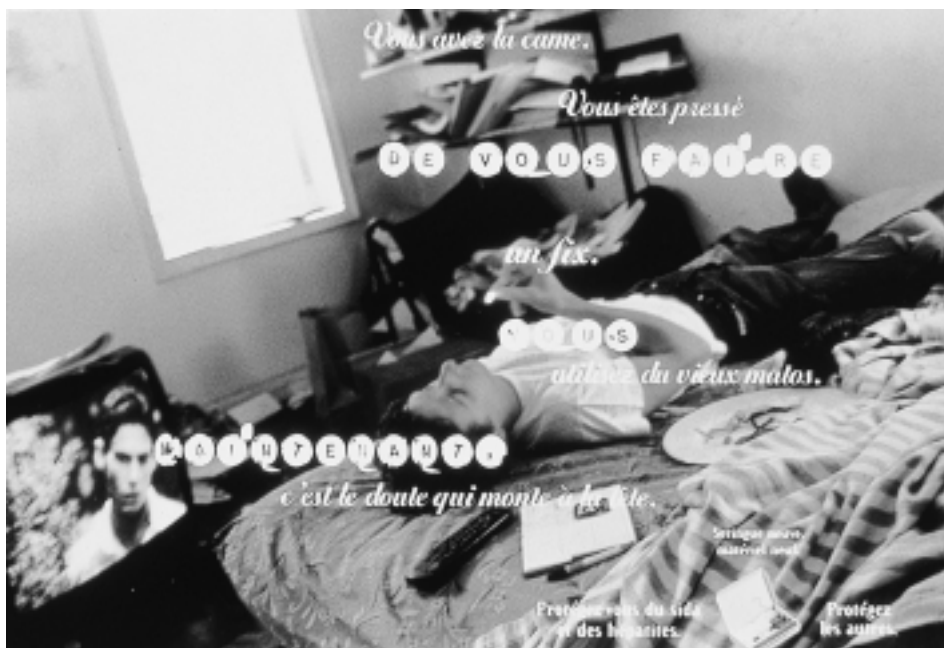 Vous avez la came.
Vous êtes pressé
DE VOUS FAIRE
un fix.
VOUS
utilisez du vieux matos.
MAINTENANT,
c'est le doute qui monte à la tête.
Seringue neuve,
matériel neuf.
Protégez-vous du sida
et des hépatites.
Protégez
les autres.